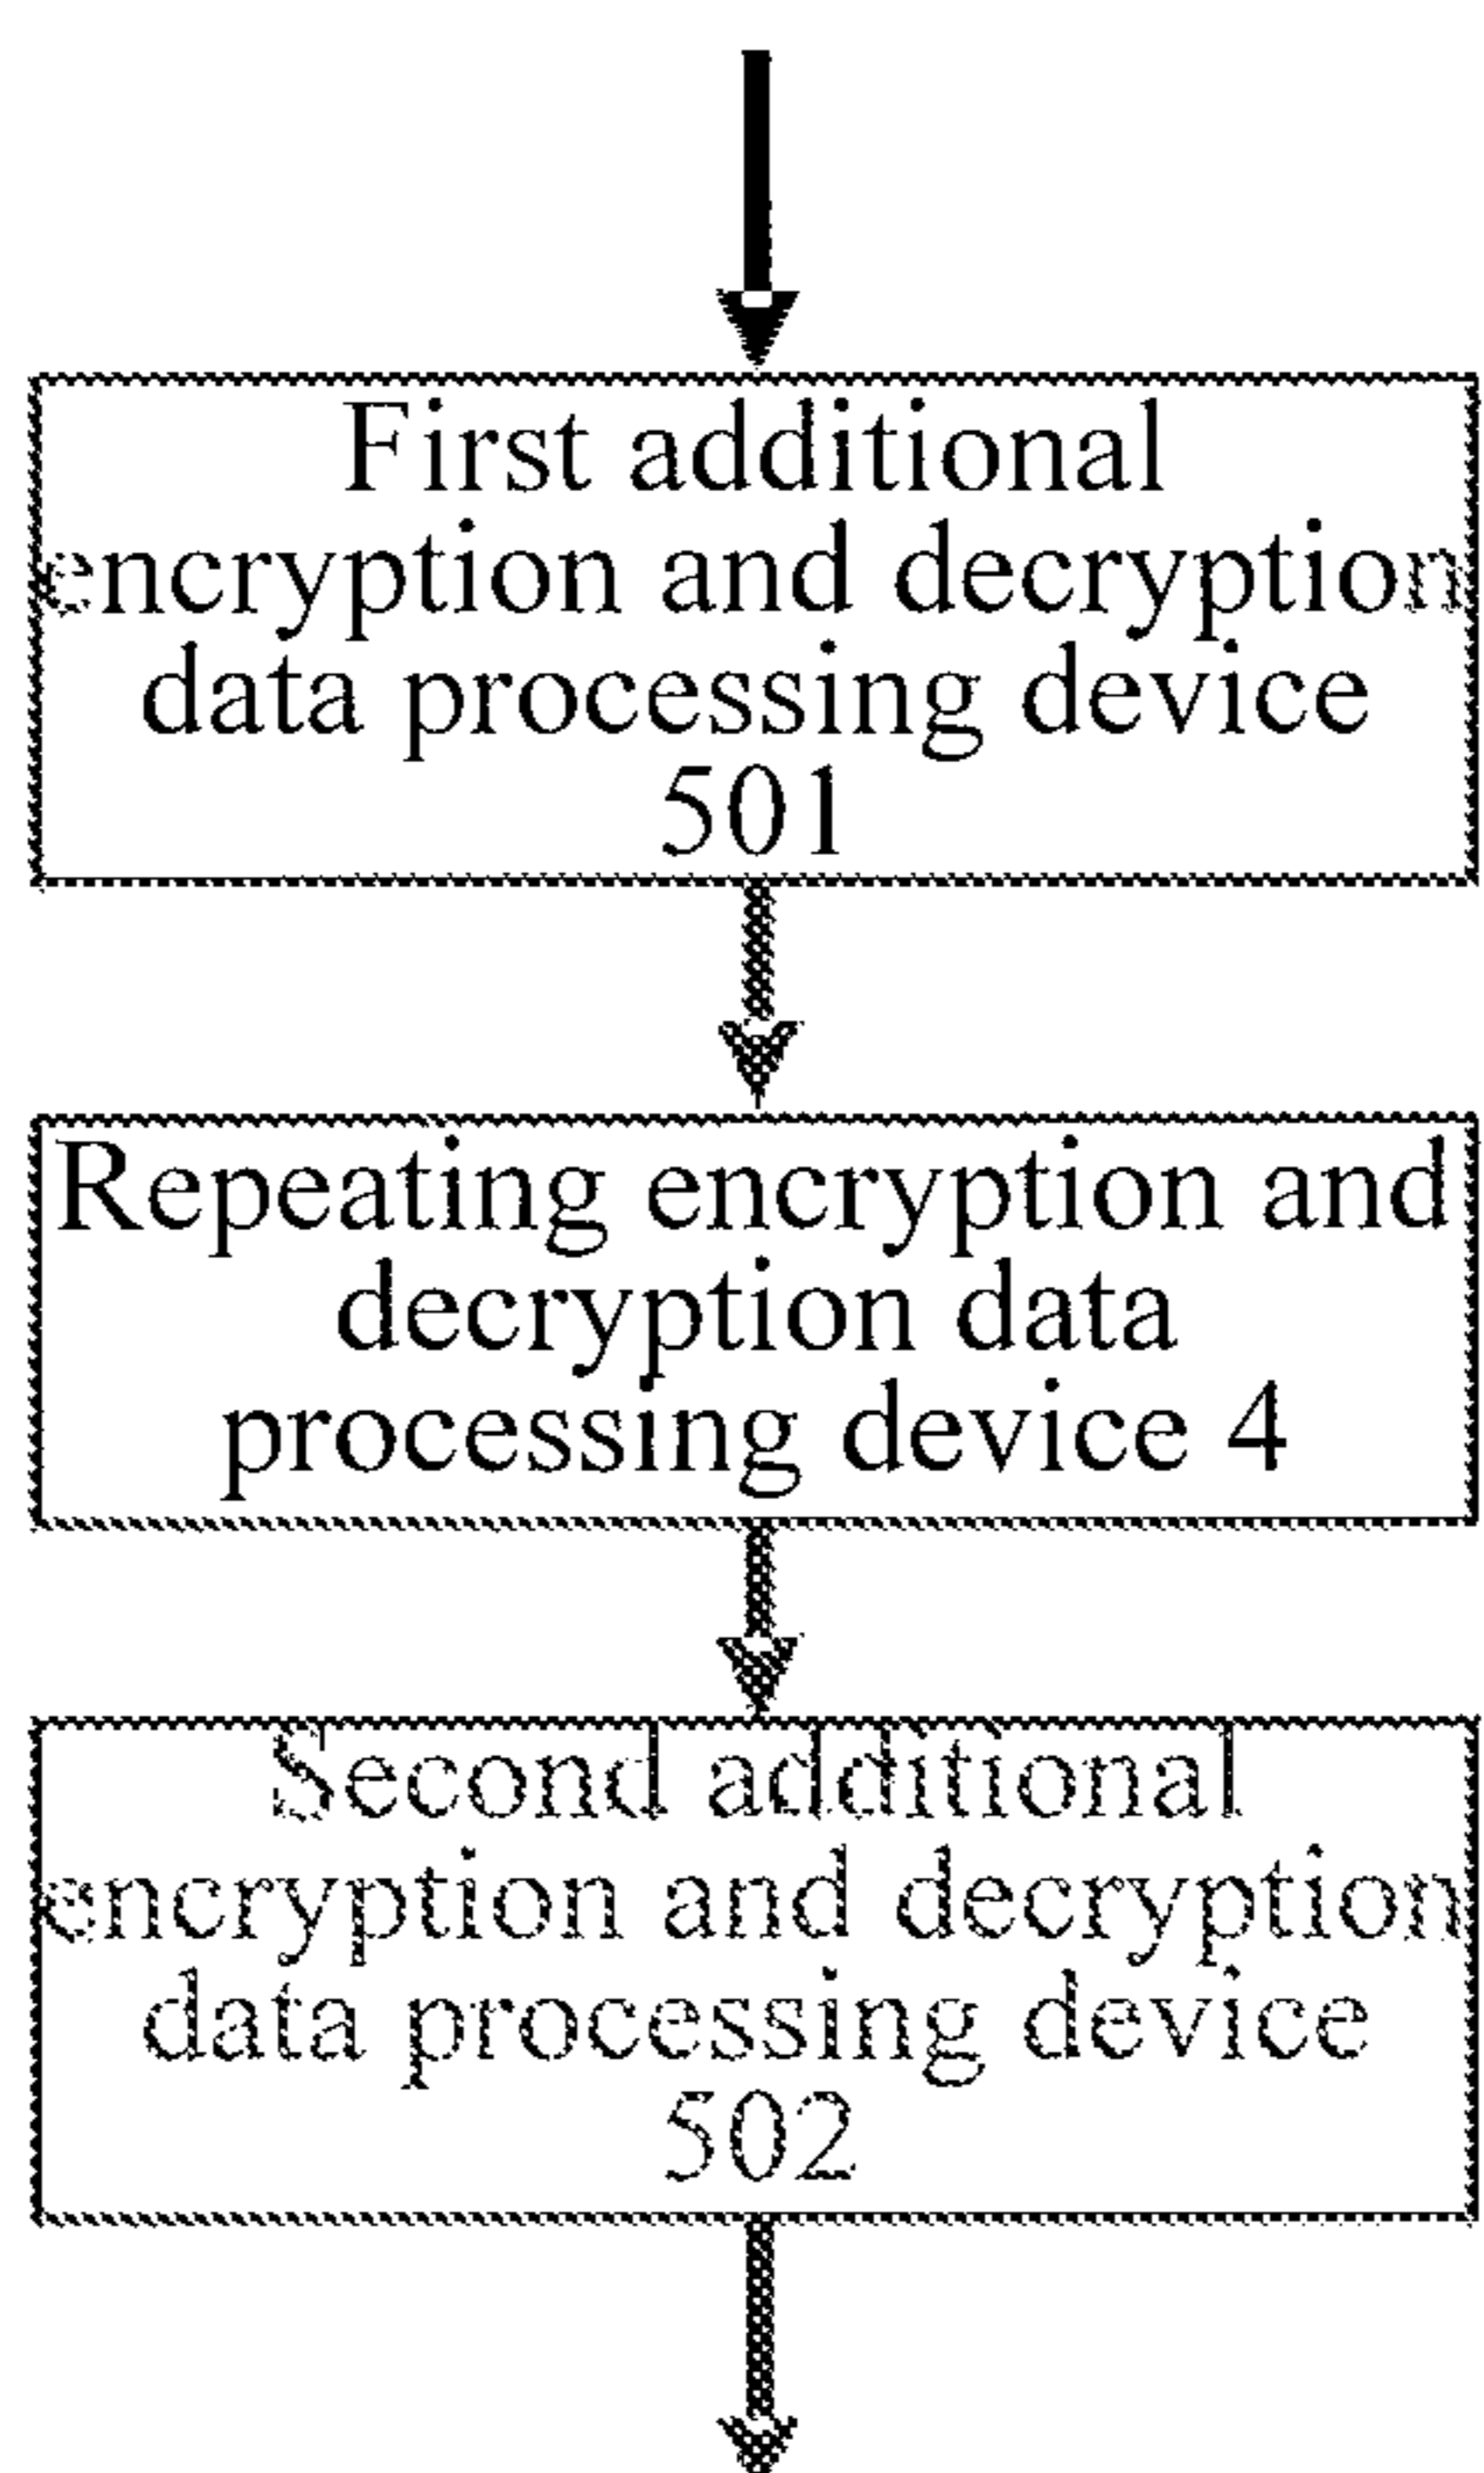 First additional
encryption and decryption
data processing device
501
Repeating encryption and
decryption data
processing device 4
Second additional
encryption and decryption
data processing device
502